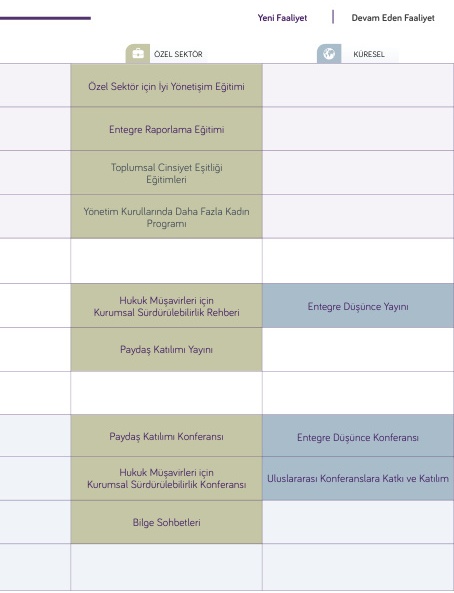 Yeni Faaliyet | Devam Eden Faaliyet
ÖZEL SEKTÖR
KÜRESEL
Özel Sektör için İyi Yönetişim Eğitimi
Entegre Raporlama Eğitimi
Toplumsal Cinsiyet Eşitliği
Eğitimleri
Yönetim Kurullarında Daha Fazla Kadın
Programı
Hukuk Müşavirleri için
Kurumsal Sürdürülebilirlik Rehberi
Entegre Düşünce Yayını
Paydaş Katılımı Yayını
Paydaş Katılımı Konferansı
Entegre Düşünce Konferansı
Hukuk Müşavirleri için
Kurumsal Sürdürülebilirlik Konferansı
Uluslararası Konferanslara Katkı ve Katılım
Bilge Sohbetleri